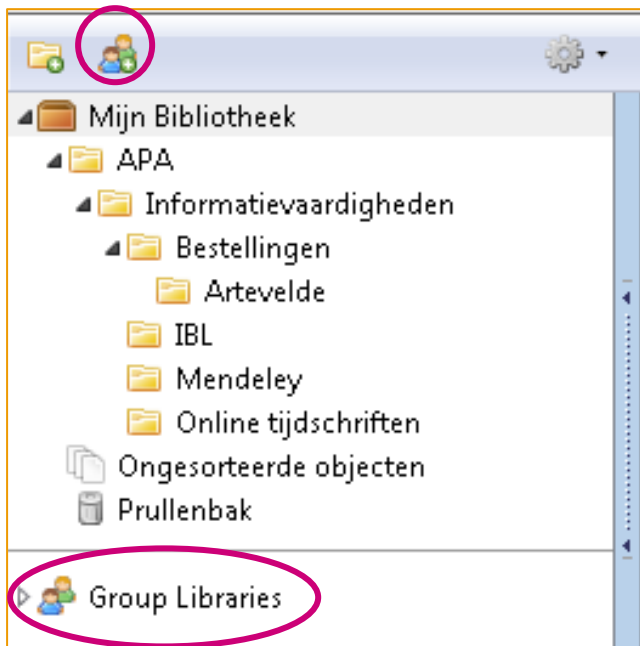 Mijn Bibliotheek
APA
Informatievaardigheden
Bestellingen
Artevelde
IBL
Mendeley
Online tijdschriften
Ongesorteerde objecten
Prullenbak
Group Libraries